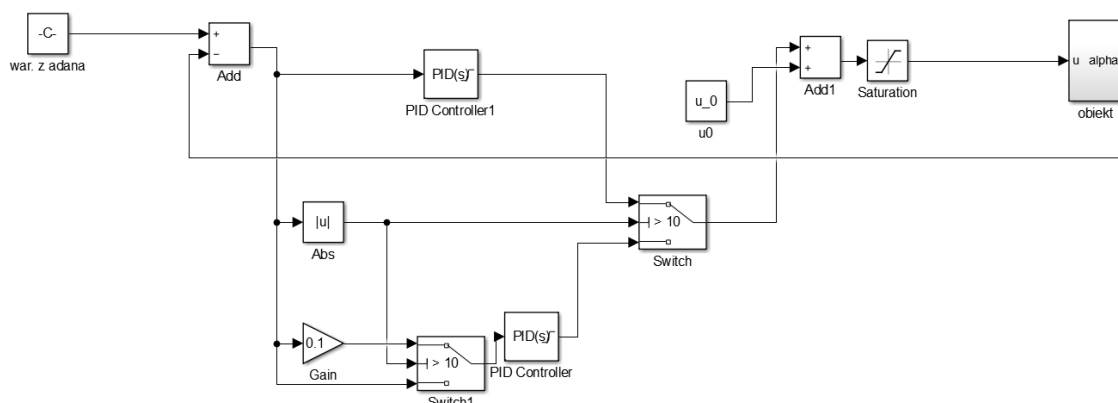 -C-
war. z adana
+
−
Add
PID(s)
PID Controller1
u_0
u0
+
+
Add1
Saturation
u alpha
obiekt
|u|
Abs
> 10
Switch
0.1
Gain
> 10
Switch1
PID(s)
PID Controller